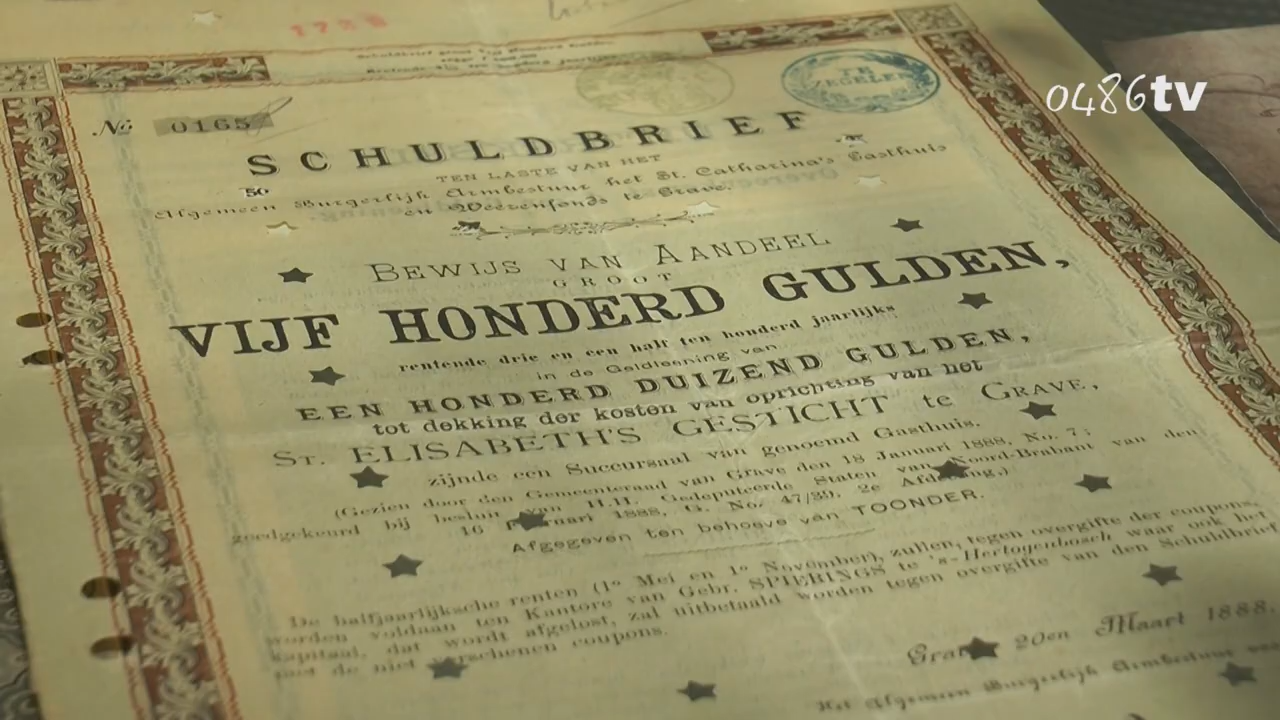 1788
0486tv
ZEGELEN
No 0165
SCHULDBRIEF
TEN LASTE VAN HET
50
Algemeen Burgerlijk Armbestuur, het St. Catharina's Gasthuis
en Weezenfonds te Grave.
BEWIJS VAN AANDEEL
GROOT
VIJF HONDERD GULDEN,
rentende drie en een half ten honderd jaarlijks
in de Geldleening van
EEN HONDERD DUIZEND GULDEN,
tot dekking der kosten van oprichting van het
ST. ELISABETH'S GESTICHT te GRAVE,
zijnde een Succursaal van genoemd Gasthuis.
(Gezien door den Gemeenteraad van Grave den 18 Januari 1888, No. 7;
goedgekeurd bij besluit van H.H. Gedeputeerde Staten van Noord-Brabant van den
16 1888, G. No. 47/39, 2e
Afgegeven ten behoeve van TOONDER.
De halfjaarlijksche renten (1o Mei en 1o November), zullen, tegen overgifte der coupons,
worden voldaan ten Kantore van Gebr. SPIERINGS te 's-Hertogenbosch waar ook het
kapitaal, dat wordt afgelost, zal uitbetaald worden tegen overgifte van den Schuldbrief
met de niet verschenen coupons.
20en Maart 1888.
Het Algemeen Burgerlijk Armbestuur